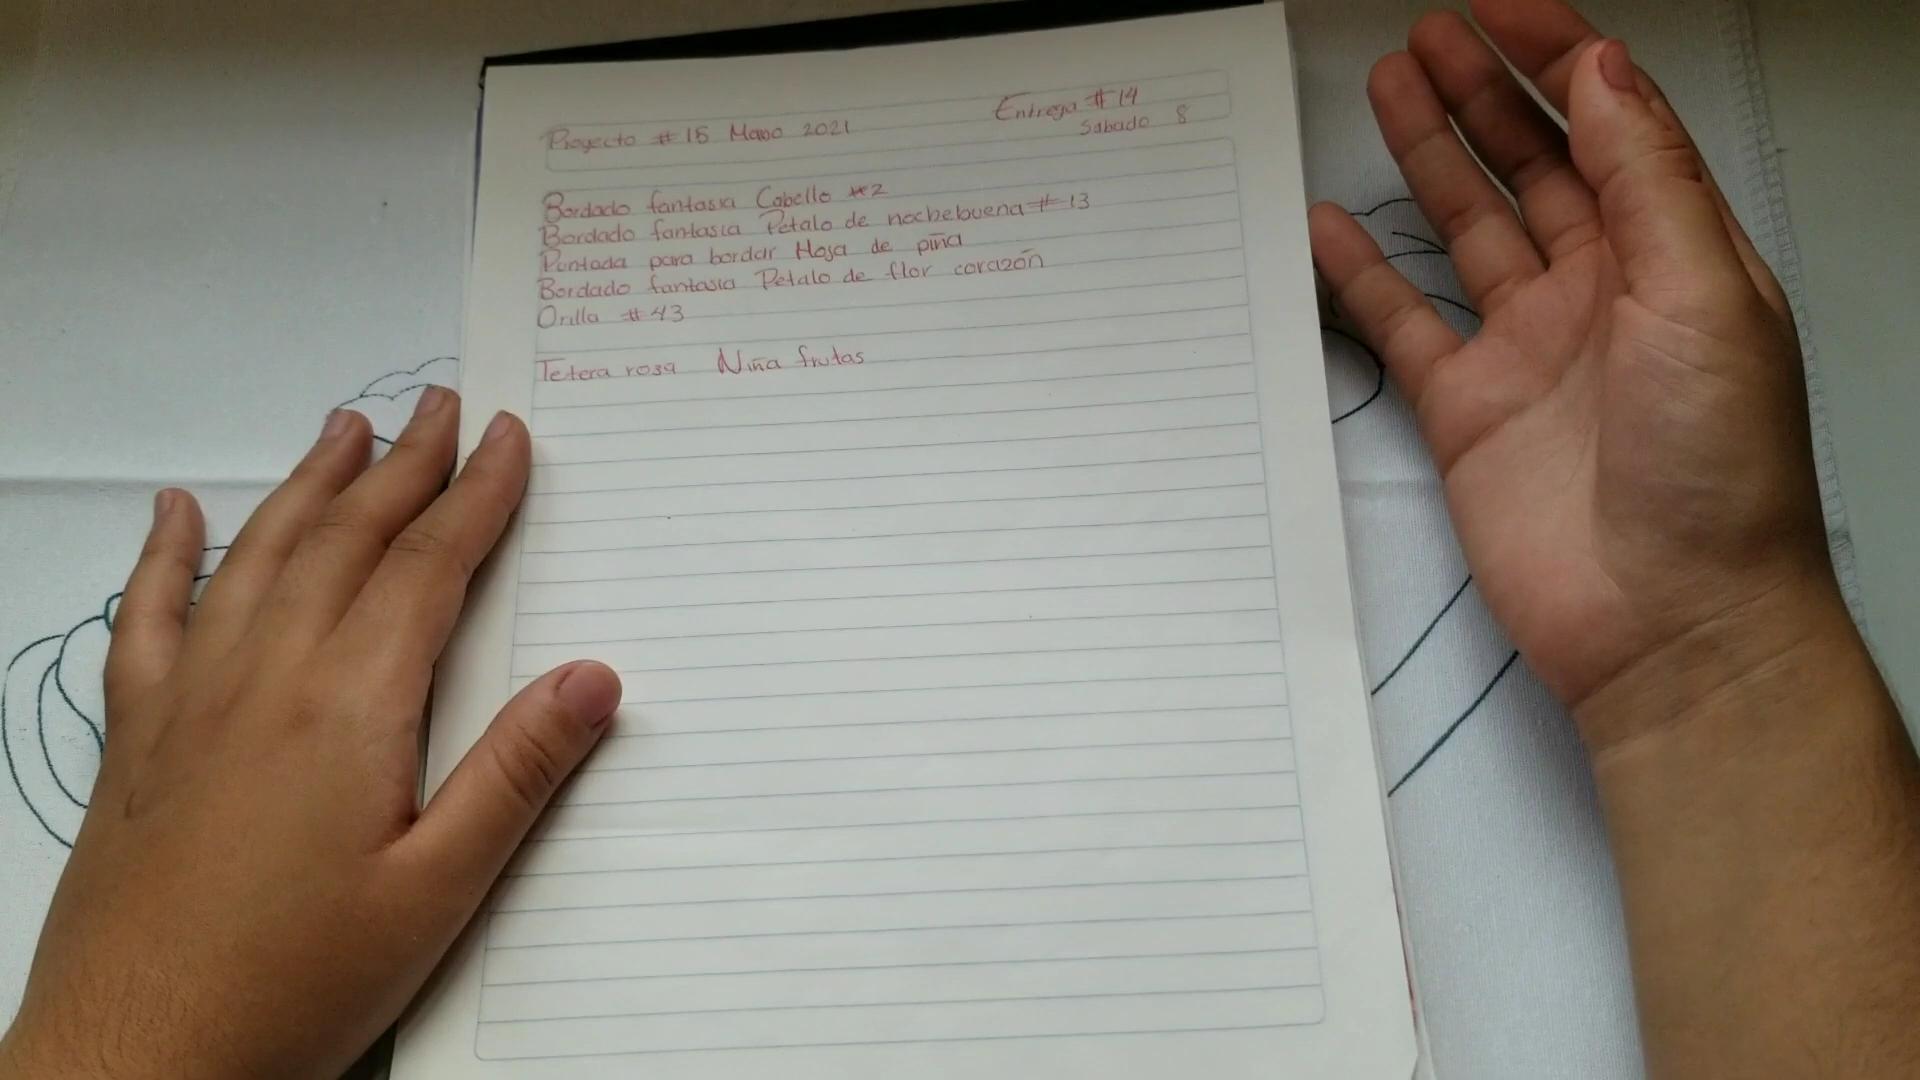 Proyecto # 15 Mayo 2021
Entrega # 14
Sabado 8
Bordado fantasia Cabello #2
Bordado fantasia Petalo de nochebuena # 13
Puntada para bordar Hoja de piña
Bordado fantasia Petalo de flor corazón
Orilla # 43
Tetera rosa Niña frutas